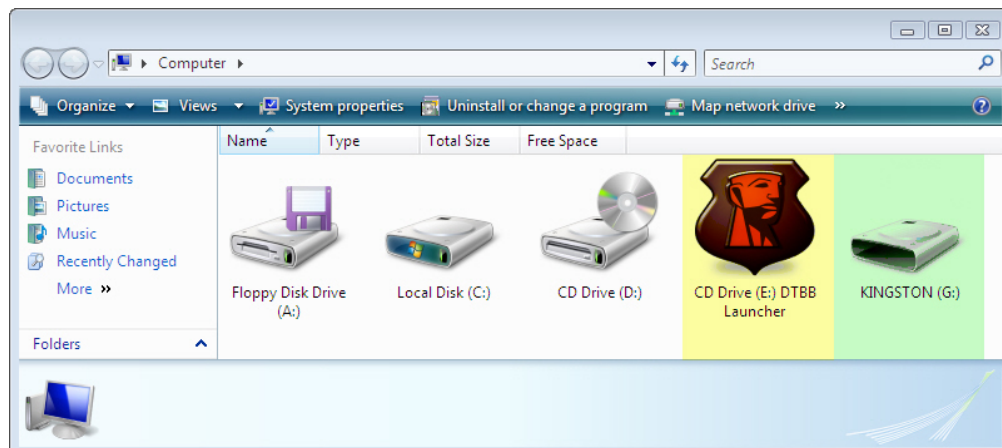 Computer
Search
Organize Views System properties Uninstall or change a program Map network drive »
Favorite Links
Documents
Pictures
Music
Recently Changed
More »
Folders
Name Type Total Size Free Space
Floppy Disk Drive
(A:)
Local Disk (C:)
CD Drive (D:)
CD Drive (E:) DTBB
Launcher
KINGSTON (G:)